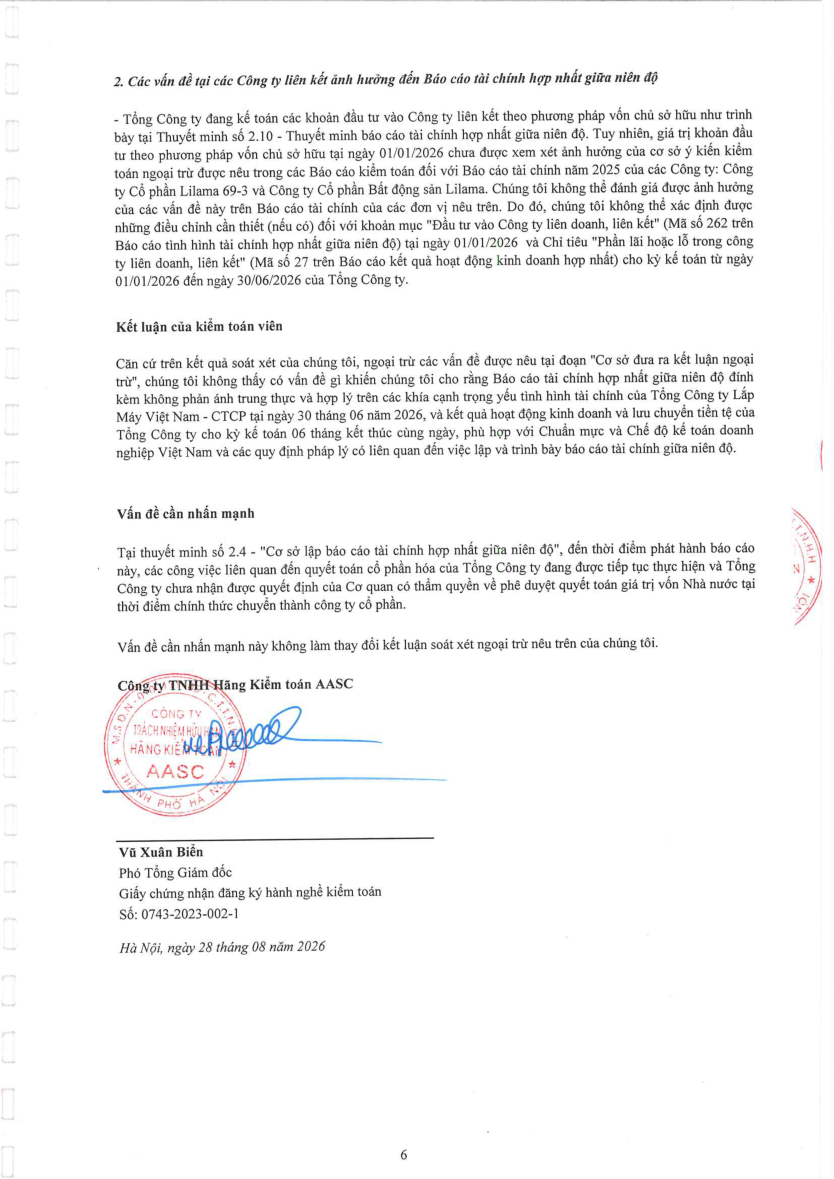 2. Các vấn đề tại các Công ty liên kết ảnh hưởng đến Báo cáo tài chính hợp nhất giữa niên độ
- Tổng Công ty đang kế toán các khoản đầu tư vào Công ty liên kết theo phương pháp vốn chủ sở hữu như trình
bày tại Thuyết minh số 2.10 - Thuyết minh báo cáo tài chính hợp nhất giữa niên độ. Tuy nhiên, giá trị khoản đầu
tư theo phương pháp vốn chủ sở hữu tại ngày 01/01/2026 chưa được xem xét ảnh hưởng của cơ sở ý kiến kiểm
toán ngoại trừ được nêu trong các Báo cáo kiểm toán đối với Báo cáo tài chính năm 2025 của các Công ty: Công
ty Cổ phần Lilama 69-3 và Công ty Cổ phần Bất động sản Lilama. Chúng tôi không thể đánh giá được ảnh hưởng
của các vấn đề này trên Báo cáo tài chính của các đơn vị nêu trên. Do đó, chúng tôi không thể xác định được
những điều chỉnh cần thiết (nếu có) đối với khoản mục "Đầu tư vào Công ty liên doanh, liên kết" (Mã số 262 trên
Báo cáo tình hình tài chính hợp nhất giữa niên độ) tại ngày 01/01/2026 và Chỉ tiêu "Phần lãi hoặc lỗ trong công
ty liên doanh, liên kết" (Mã số 27 trên Báo cáo kết quả hoạt động kinh doanh hợp nhất) cho kỳ kế toán từ ngày
01/01/2026 đến ngày 30/06/2026 của Tổng Công ty.
Kết luận của kiểm toán viên
Căn cứ trên kết quả soát xét của chúng tôi, ngoại trừ các vấn đề được nêu tại đoạn "Cơ sở đưa ra kết luận ngoại
trừ", chúng tôi không thấy có vấn đề gì khiến chúng tôi cho rằng Báo cáo tài chính hợp nhất giữa niên độ đính
kèm không phản ánh trung thực và hợp lý trên các khía cạnh trọng yếu tình hình tài chính của Tổng Công ty Lắp
Máy Việt Nam - CTCP tại ngày 30 tháng 06 năm 2026, và kết quả hoạt động kinh doanh và lưu chuyển tiền tệ của
Tổng Công ty cho kỳ kế toán 06 tháng kết thúc cùng ngày, phù hợp với Chuẩn mực và Chế độ kế toán doanh
nghiệp Việt Nam và các quy định pháp lý có liên quan đến việc lập và trình bày báo cáo tài chính giữa niên độ.
Vấn đề cần nhấn mạnh
Tại thuyết minh số 2.4 - "Cơ sở lập báo cáo tài chính hợp nhất giữa niên độ", đến thời điểm phát hành báo cáo
này, các công việc liên quan đến quyết toán cổ phần hóa của Tổng Công ty đang được tiếp tục thực hiện và Tổng
Công ty chưa nhận được quyết định của Cơ quan có thẩm quyền về phê duyệt quyết toán giá trị vốn Nhà nước tại
thời điểm chính thức chuyển thành công ty cổ phần.
Vấn đề cần nhấn mạnh này không làm thay đổi kết luận soát xét ngoại trừ nêu trên của chúng tôi.
Công ty TNHH Hãng Kiểm toán AASC
M.S.D.N
CÔNG TY
TRÁCH NHIỆM HỮU HẠN
HÃNG KIỂM TOÁN
AASC
THÀNH PHỐ HÀ NỘI
Vũ Xuân Biển
Phó Tổng Giám đốc
Giấy chứng nhận đăng ký hành nghề kiểm toán
Số: 0743-2023-002-1
Hà Nội, ngày 28 tháng 08 năm 2026
6